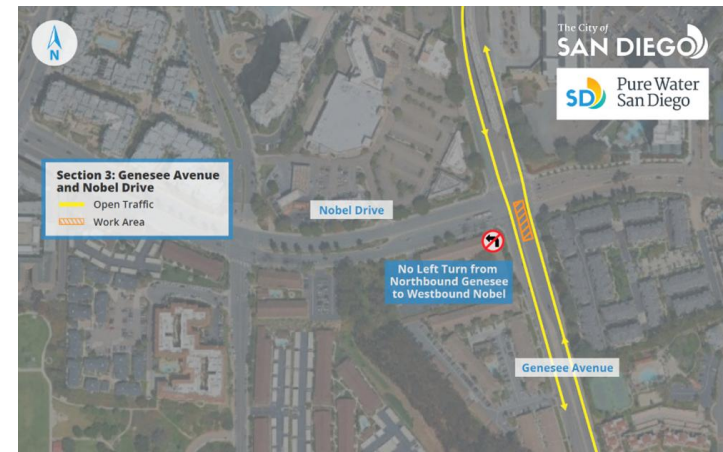 N
The City of
SAN DIEGO
SD
Pure Water
San Diego
Section 3: Genesee Avenue
and Nobel Drive
Open Traffic
Work Area
Nobel Drive
No Left Turn from
Northbound Genesee
to Westbound Nobel
Genesee Avenue